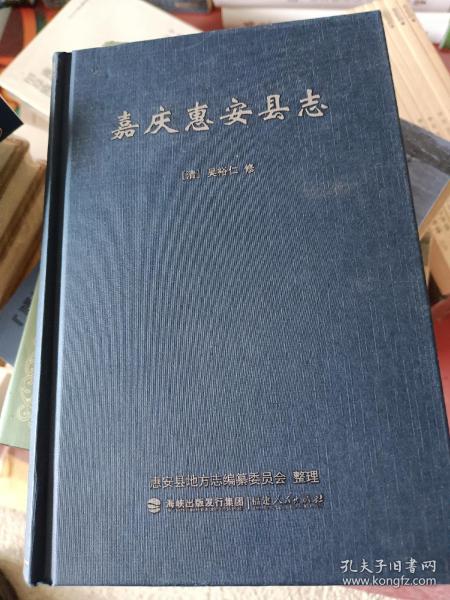 嘉庆惠安县志
[清] 吴裕仁 修
惠安县地方志编纂委员会 整理
海峡出版发行集团 | 福建人民出版社
孔夫子旧书网
www.kongfz.com